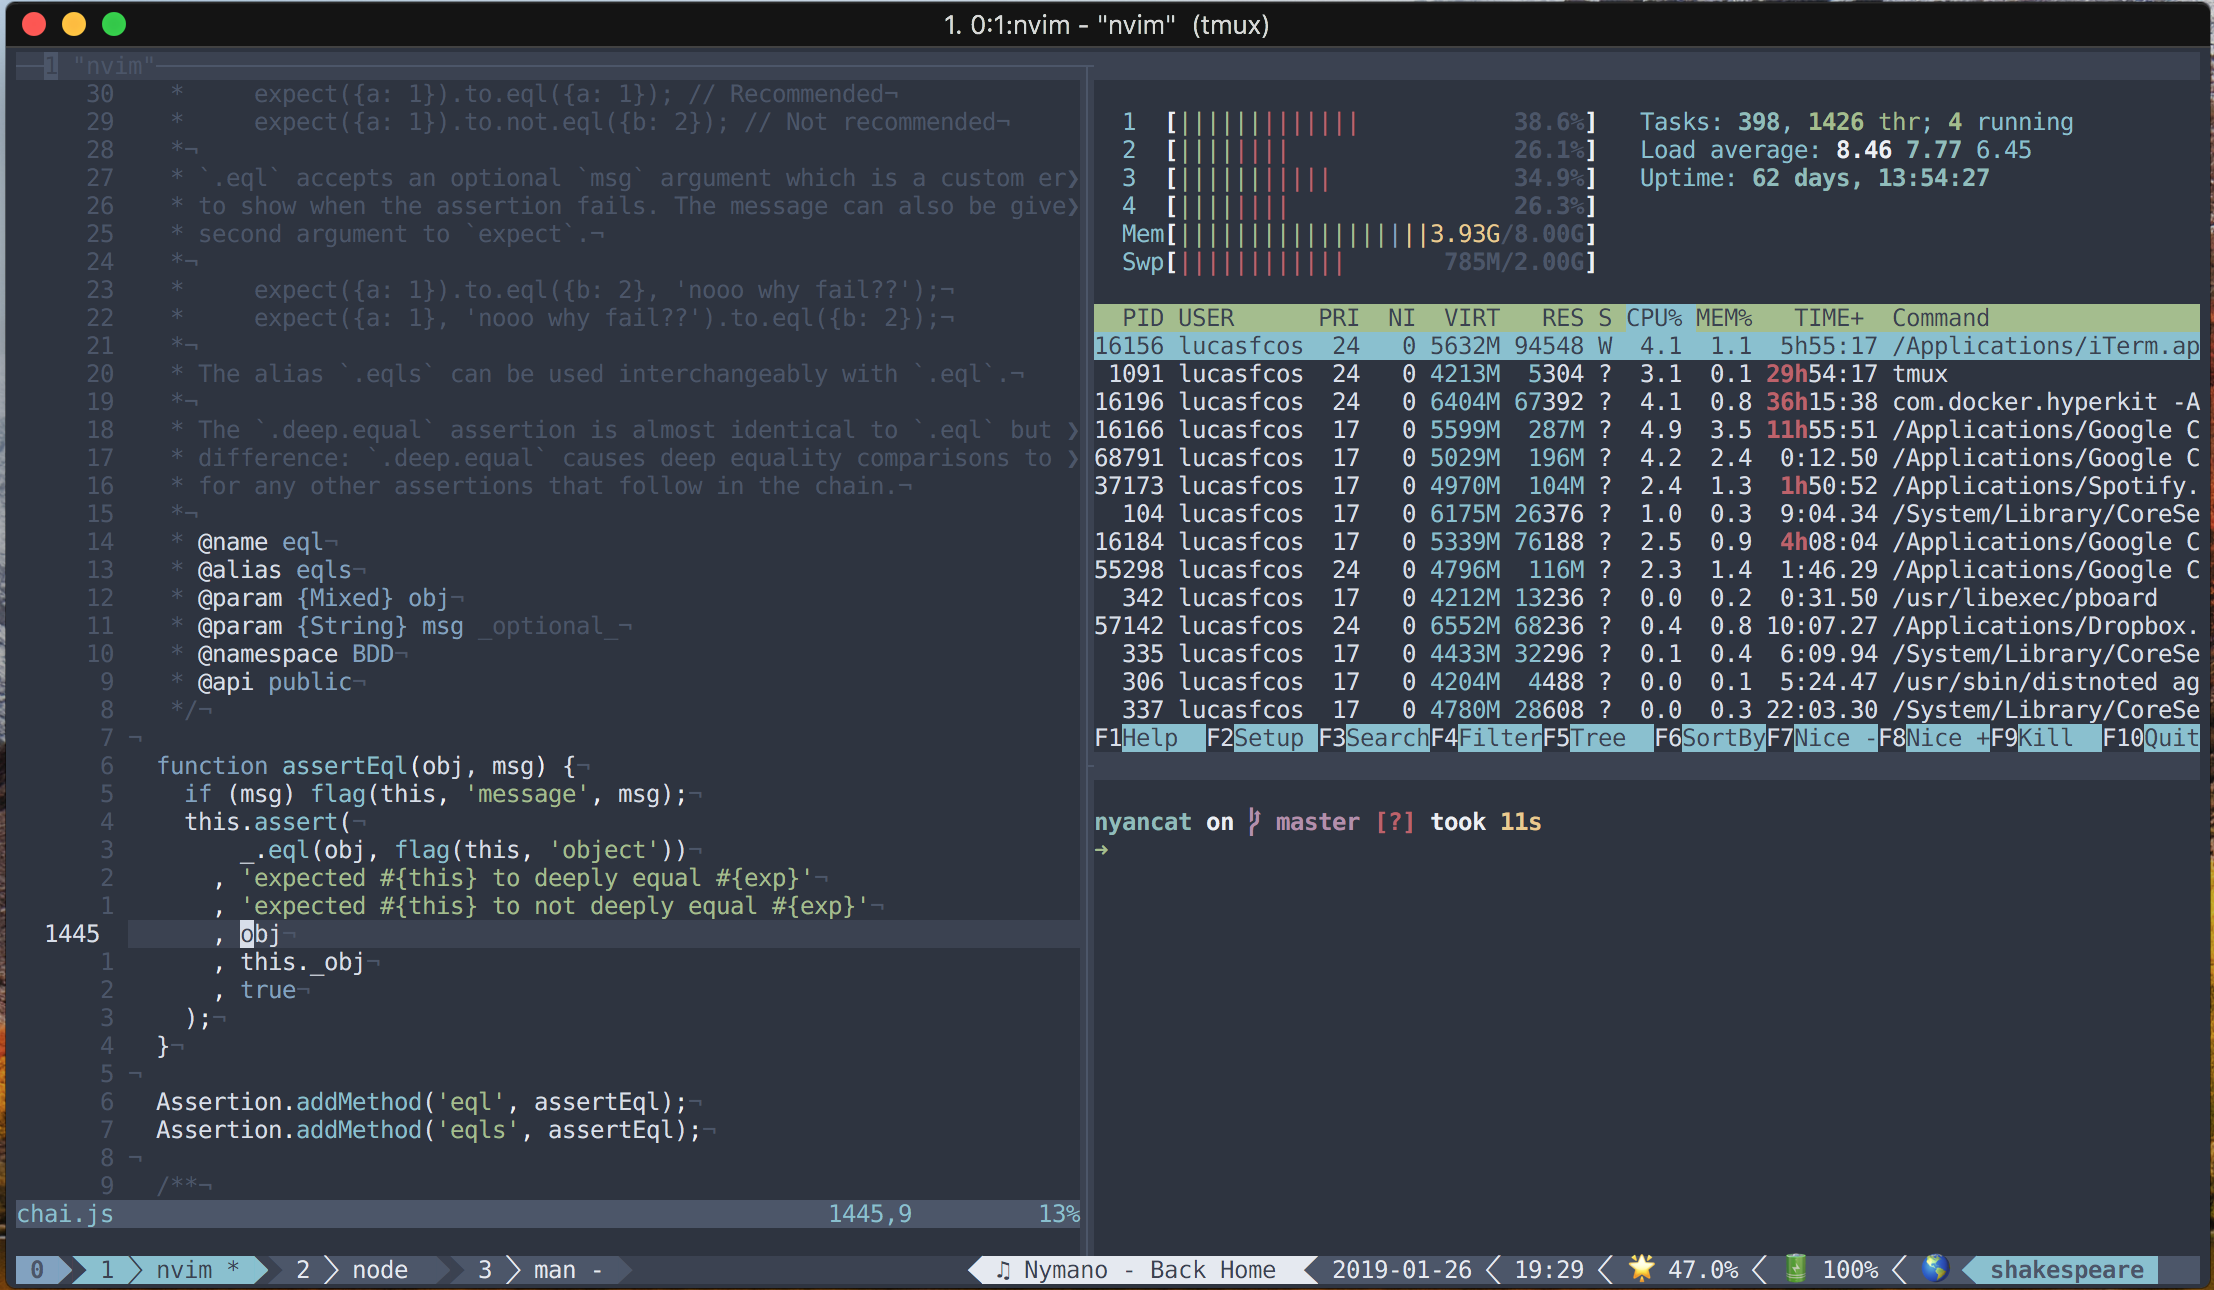 1. 0:1:nvim - "nvim" (tmux)
1 "nvim"
30 * expect({a: 1}).to.eql({a: 1}); // Recommended¬
29 * expect({a: 1}).to.not.eql({b: 2}); // Not recommended¬
28 *¬
27 * `.eql` accepts an optional `msg` argument which is a custom er❯
26 * to show when the assertion fails. The message can also be give❯
25 * second argument to `expect`.¬
24 *¬
23 * expect({a: 1}).to.eql({b: 2}, 'nooo why fail??');¬
22 * expect({a: 1}, 'nooo why fail??').to.eql({b: 2});¬
21 *¬
20 * The alias `.eqls` can be used interchangeably with `.eql`.¬
19 *¬
18 * The `.deep.equal` assertion is almost identical to `.eql` but ❯
17 * difference: `.deep.equal` causes deep equality comparisons to ❯
16 * for any other assertions that follow in the chain.¬
15 *¬
14 * @name eql¬
13 * @alias eqls¬
12 * @param {Mixed} obj¬
11 * @param {String} msg _optional_¬
10 * @namespace BDD¬
9 * @api public¬
8 */¬
7 ¬
6 function assertEql(obj, msg) {¬
5 if (msg) flag(this, 'message', msg);¬
4 this.assert(¬
3 _.eql(obj, flag(this, 'object'))¬
2 , 'expected #{this} to deeply equal #{exp}'¬
1 , 'expected #{this} to not deeply equal #{exp}'¬
1445 , obj¬
1 , this._obj¬
2 , true¬
3 );¬
4 }¬
5 ¬
6 Assertion.addMethod('eql', assertEql);¬
7 Assertion.addMethod('eqls', assertEql);¬
8 ¬
9 /**¬
chai.js 1445,9 13%
1 [||||||||||||| 38.6%] Tasks: 398, 1426 thr; 4 running
2 [|||||||| 26.1%] Load average: 8.46 7.77 6.45
3 [||||||||||| 34.9%] Uptime: 62 days, 13:54:27
4 [|||||||| 26.3%]
Mem[||||||||||||||||||3.93G/8.00G]
Swp[|||||||||||| 785M/2.00G]
PID USER PRI NI VIRT RES S CPU% MEM% TIME+ Command
16156 lucasfcos 24 0 5632M 94548 W 4.1 1.1 5h55:17 /Applications/iTerm.ap
1091 lucasfcos 24 0 4213M 5304 ? 3.1 0.1 29h54:17 tmux
16196 lucasfcos 24 0 6404M 67392 ? 4.1 0.8 36h15:38 com.docker.hyperkit -A
16166 lucasfcos 17 0 5599M 287M ? 4.9 3.5 11h55:51 /Applications/Google C
68791 lucasfcos 17 0 5029M 196M ? 4.2 2.4 0:12.50 /Applications/Google C
37173 lucasfcos 17 0 4970M 104M ? 2.4 1.3 1h50:52 /Applications/Spotify.
104 lucasfcos 17 0 6175M 26376 ? 1.0 0.3 9:04.34 /System/Library/CoreSe
16184 lucasfcos 17 0 5339M 76188 ? 2.5 0.9 4h08:04 /Applications/Google C
55298 lucasfcos 24 0 4796M 116M ? 2.3 1.4 1:46.29 /Applications/Google C
342 lucasfcos 17 0 4212M 13236 ? 0.0 0.2 0:31.50 /usr/libexec/pboard
57142 lucasfcos 24 0 6552M 68236 ? 0.4 0.8 10:07.27 /Applications/Dropbox.
335 lucasfcos 17 0 4433M 32296 ? 0.1 0.4 6:09.94 /System/Library/CoreSe
306 lucasfcos 17 0 4204M 4488 ? 0.0 0.1 5:24.47 /usr/sbin/distnoted ag
337 lucasfcos 17 0 4780M 28608 ? 0.0 0.3 22:03.30 /System/Library/CoreSe
F1Help F2Setup F3SearchF4FilterF5Tree F6SortByF7Nice -F8Nice +F9Kill F10Quit
nyancat on master [?] took 11s
➜
0 1 nvim * 2 node 3 man - ♫ Nymano - Back Home 2019-01-26 19:29 47.0% 100% shakespeare